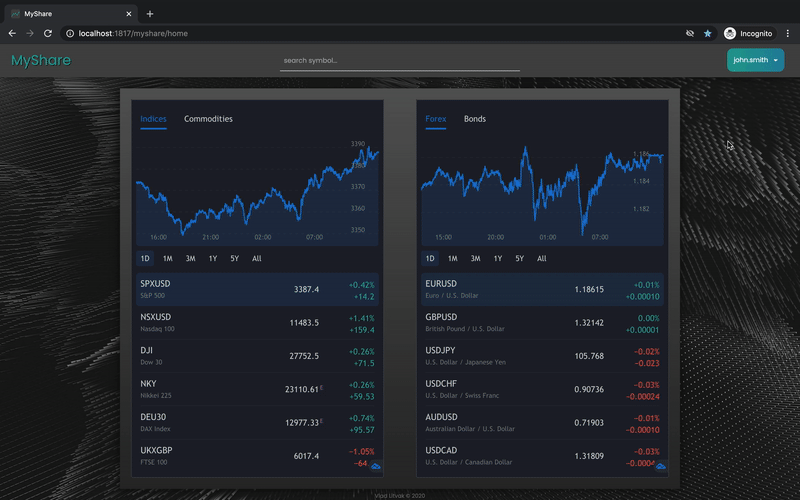 MyShare
localhost:1817/myshare/home
Incognito
MyShare
search symbol...
john.smith
Indices Commodities
3390
3380
3370
3360
3350
16:00 21:00 02:00 07:00
1D 1M 3M 1Y 5Y All
SPXUSD 3387.4 +0.42%
S&P 500 +14.2
NSXUSD 11483.5 +1.41%
Nasdaq 100 +159.4
DJI 27752.5 +0.26%
Dow 30 +71.5
NKY 23110.61 E +0.26%
Nikkei 225 +59.53
DEU30 12977.33 E +0.74%
DAX Index +95.57
UKXGBP 6017.4 −1.05%
FTSE 100 −64.
Forex Bonds
1.186
1.184
1.182
15:00 20:00 01:00 07:00
1D 1M 3M 1Y 5Y All
EURUSD 1.18615 +0.01%
Euro / U.S. Dollar +0.00010
GBPUSD 1.32142 0.00%
British Pound / U.S. Dollar +0.00001
USDJPY 105.768 −0.02%
U.S. Dollar / Japanese Yen −0.023
USDCHF 0.90736 −0.03%
U.S. Dollar / Swiss Franc −0.00024
AUDUSD 0.71903 −0.01%
Australian Dollar / U.S. Dollar −0.00010
USDCAD 1.31809 −0.03%
U.S. Dollar / Canadian Dollar
© 2020